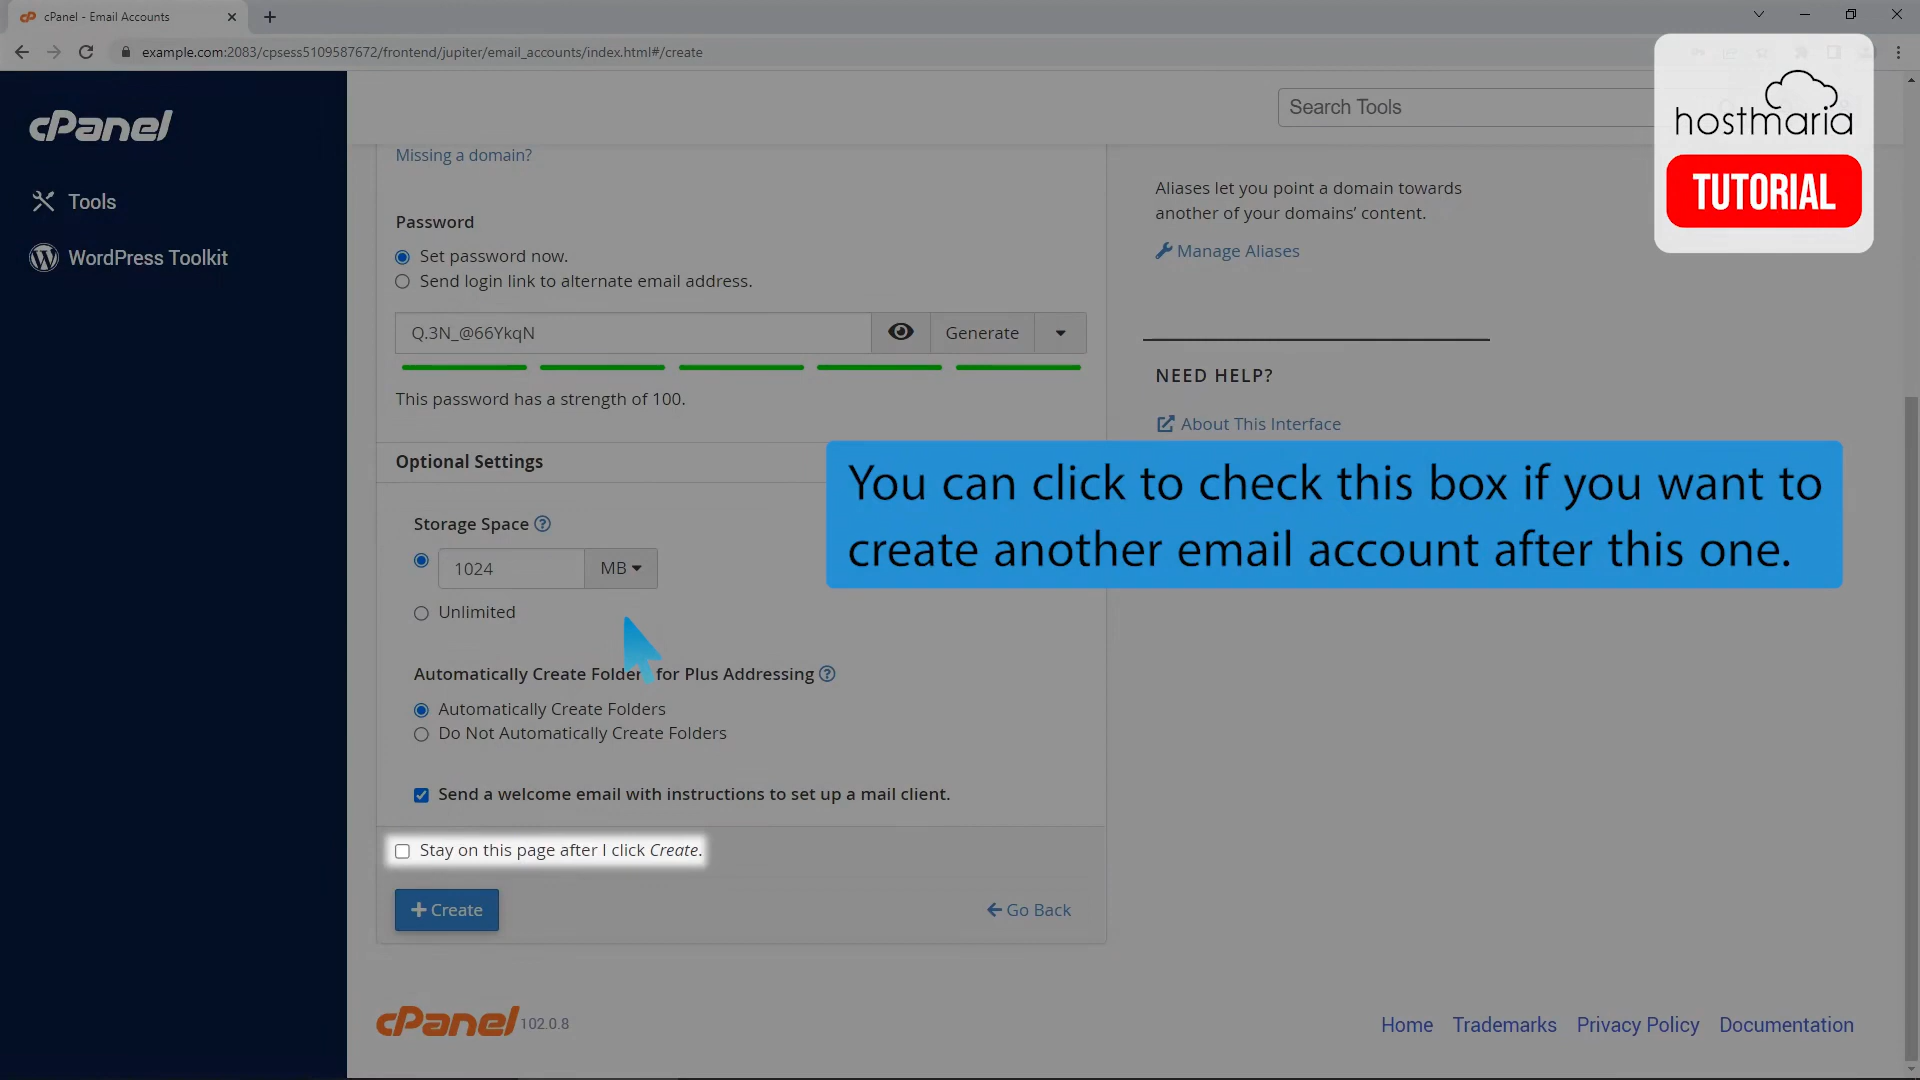 cPanel - Email Accounts
example.com:2083/cpsess5109587672/frontend/jupiter/email_accounts/index.html#/create
cPanel
Tools
WordPress Toolkit
Search Tools
hostmaria
TUTORIAL
Missing a domain?
Password
Set password now.
Send login link to alternate email address.
Q.3N_@66YkqN
Generate
This password has a strength of 100.
Aliases let you point a domain towards
another of your domains’ content.
Manage Aliases
NEED HELP?
About This Interface
Optional Settings
You can click to check this box if you want to
create another email account after this one.
Storage Space
1024 MB
Unlimited
Automatically Create Folder for Plus Addressing
Automatically Create Folders
Do Not Automatically Create Folders
Send a welcome email with instructions to set up a mail client.
Stay on this page after I click Create.
Create
Go Back
cPanel 102.0.8
Home Trademarks Privacy Policy Documentation